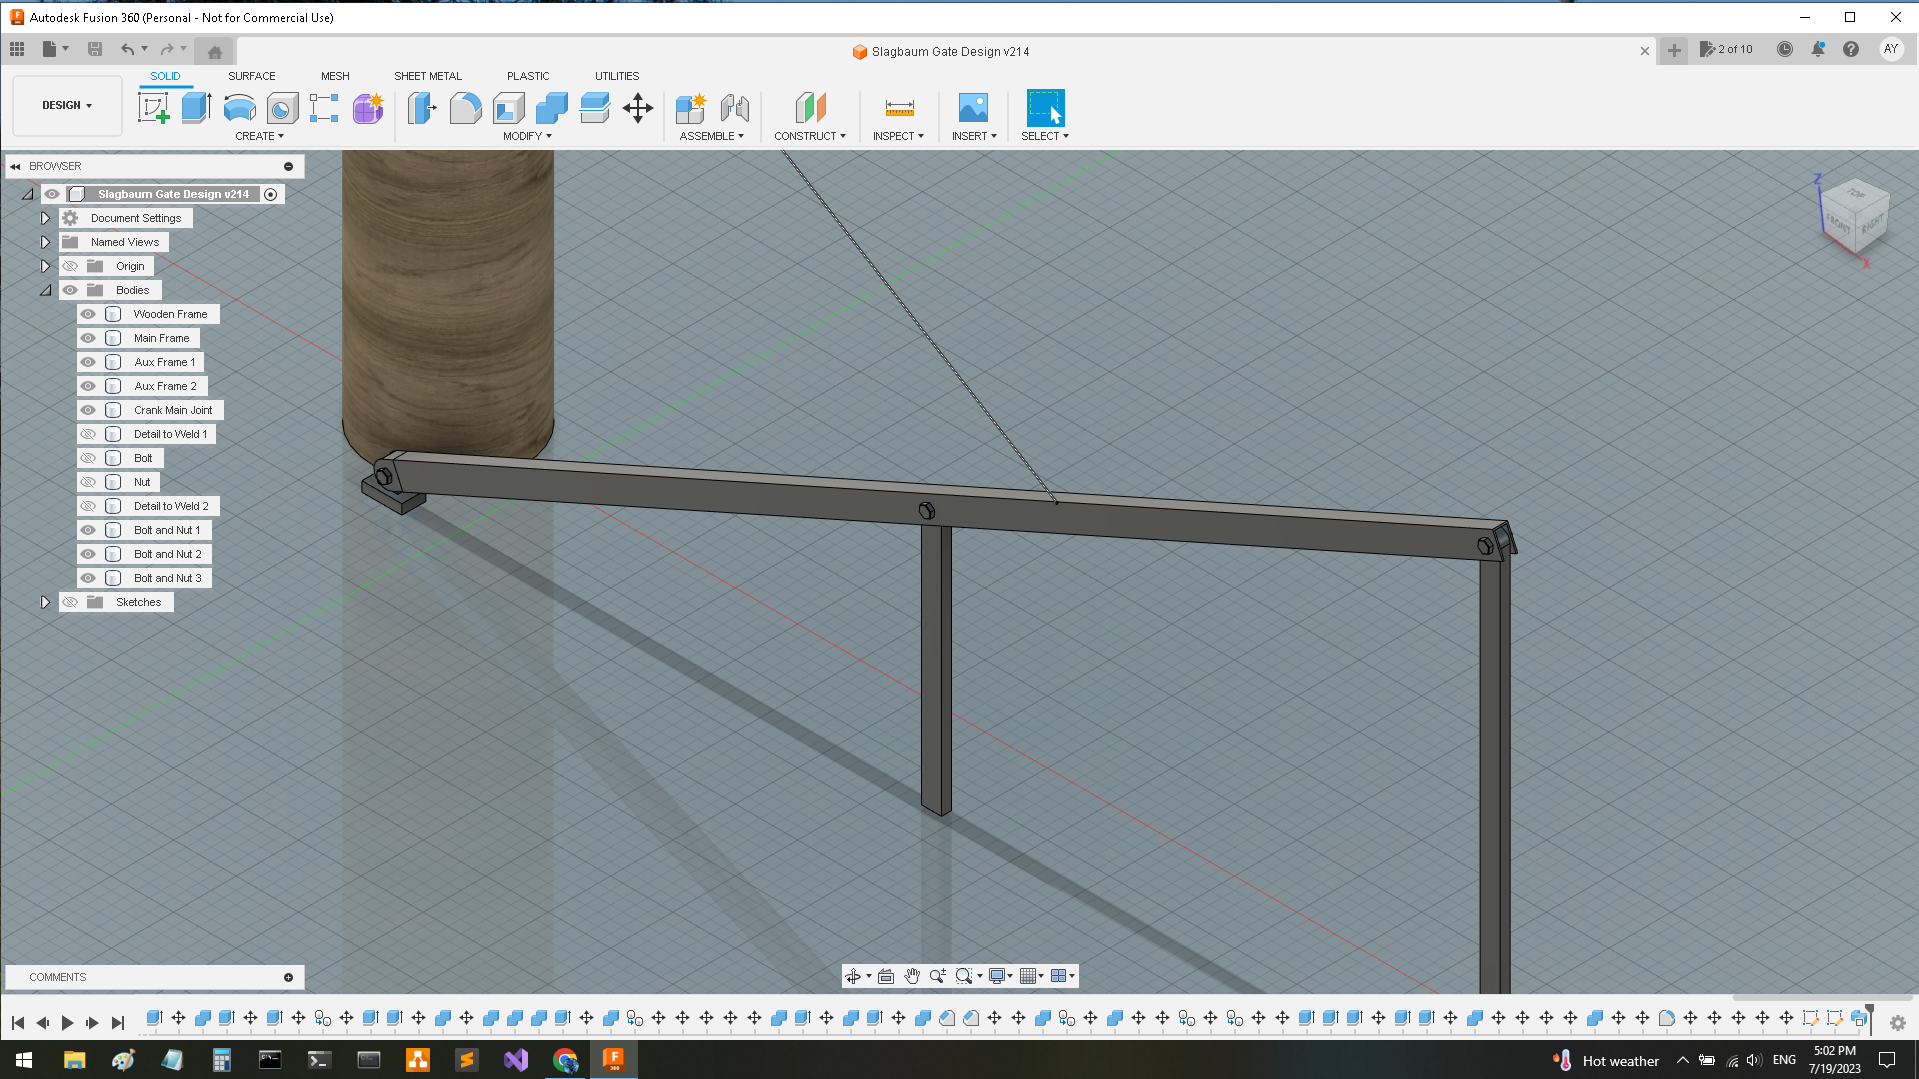 Autodesk Fusion 360 (Personal - Not for Commercial Use)
Slagbaum Gate Design v214
2 of 10
AY
DESIGN
SOLID SURFACE MESH SHEET METAL PLASTIC UTILITIES
CREATE MODIFY ASSEMBLE CONSTRUCT INSPECT INSERT SELECT
BROWSER
Slagbaum Gate Design v214
Document Settings
Named Views
Origin
Bodies
Wooden Frame
Main Frame
Aux Frame 1
Aux Frame 2
Crank Main Joint
Detail to Weld 1
Bolt
Nut
Detail to Weld 2
Bolt and Nut 1
Bolt and Nut 2
Bolt and Nut 3
Sketches
Z
TOP
FRONT
RIGHT
X
COMMENTS
F
360
Hot weather
ENG
5:02 PM
7/19/2023